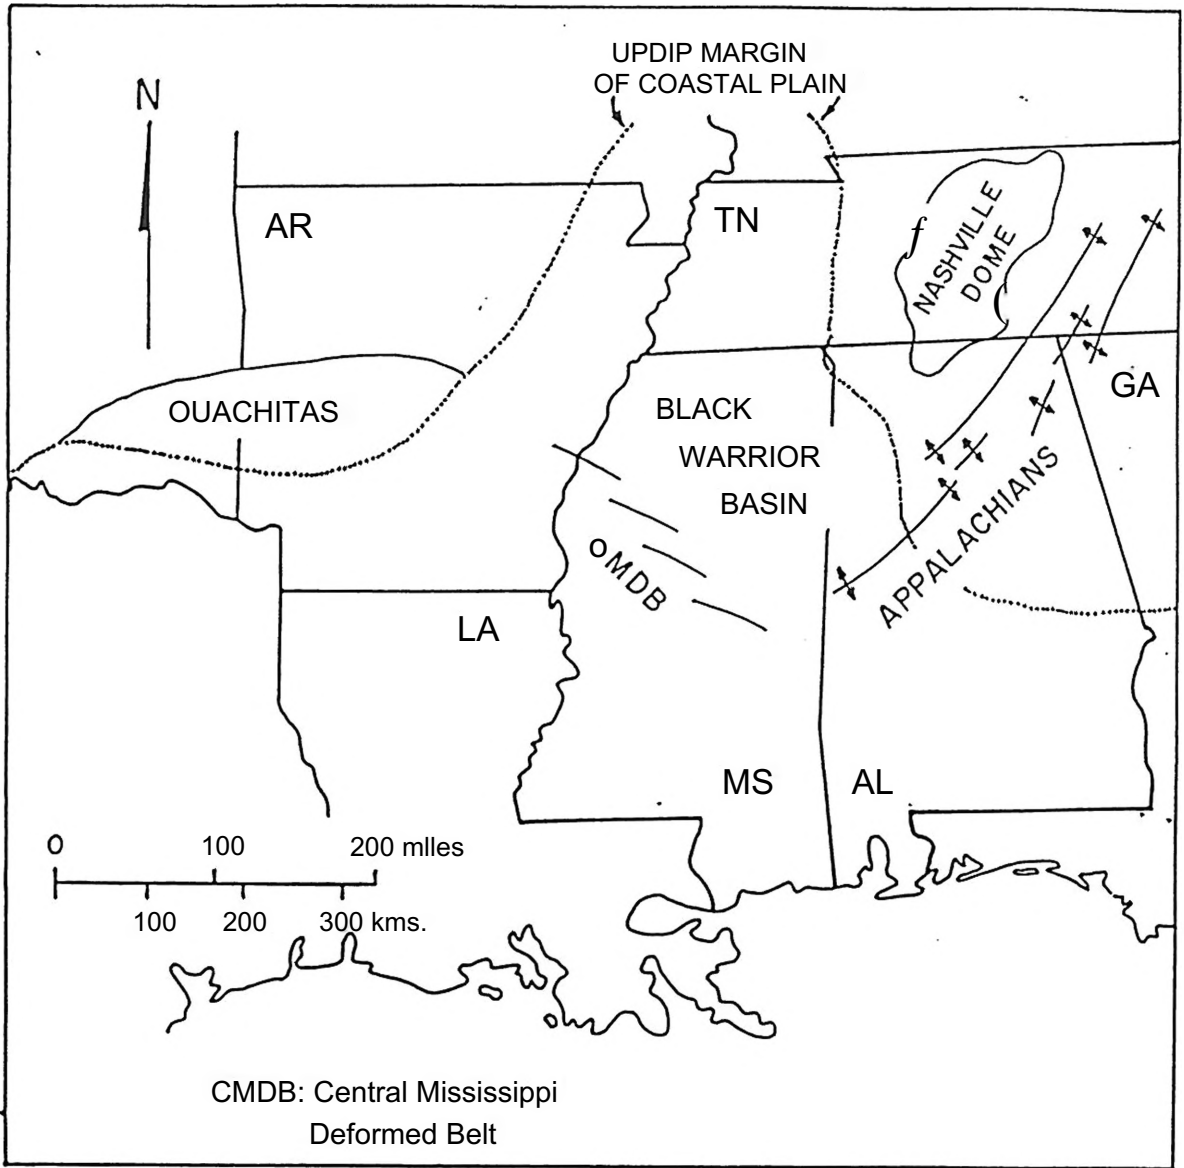 UPDIP MARGIN
OF COASTAL PLAIN
N
AR
TN
f
NASHVILLE
DOME
GA
OUACHITAS
BLACK
WARRIOR
BASIN
APPALACHIANS
oMDB
LA
MS
AL
0 100 200 mlles
100 200 300 kms.
CMDB: Central Mississippi
Deformed Belt